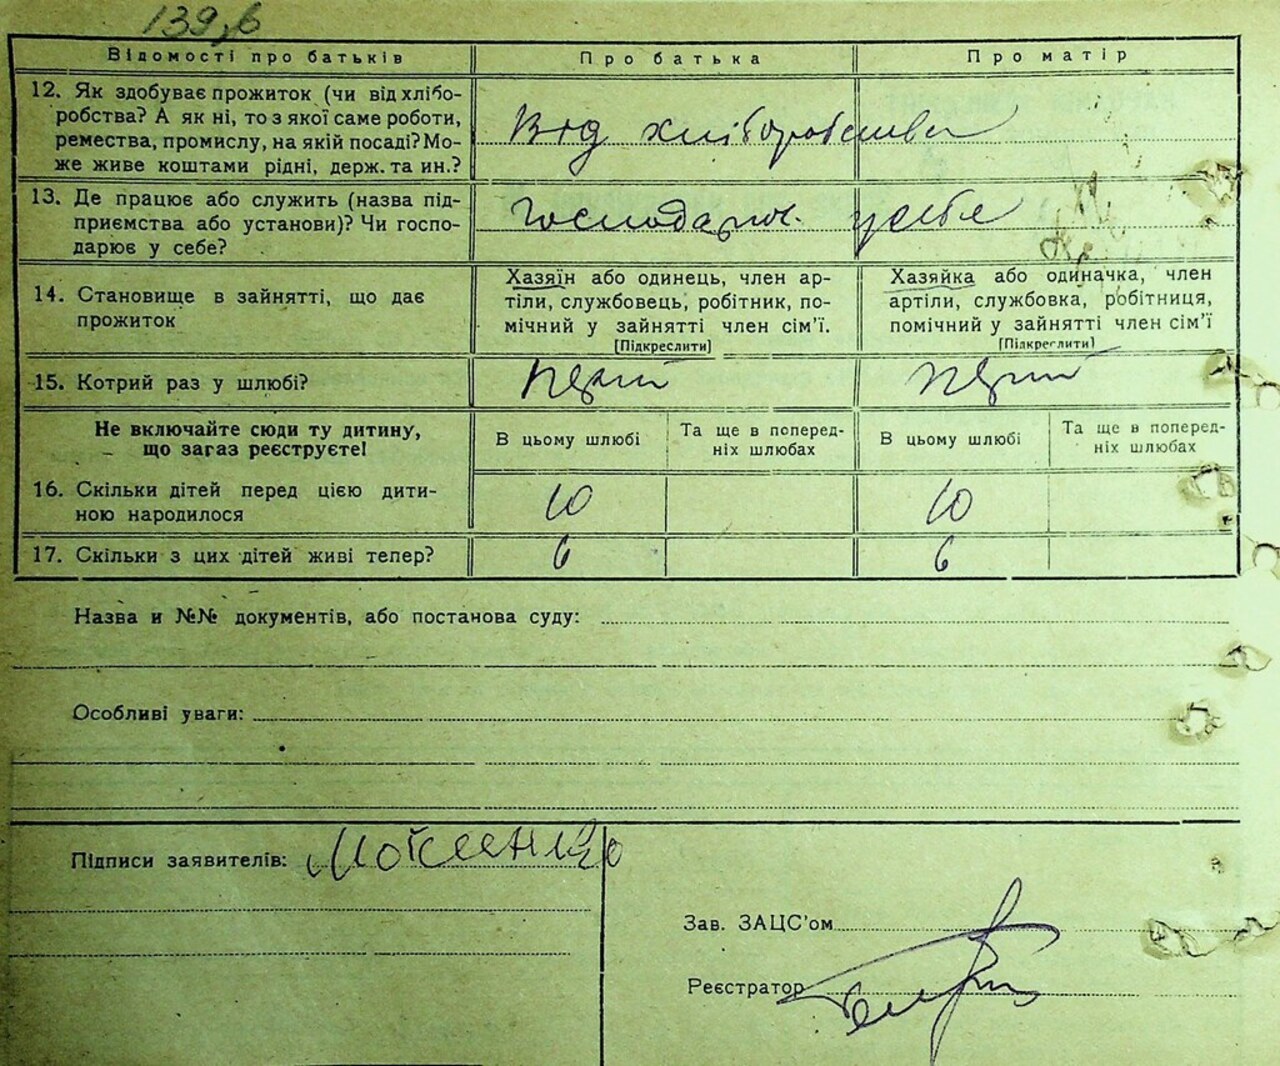 139,в
Відомості про батьків Про батька Про матір
12. Як здобуває прожиток (чи від хлібо-
робства? А як ні, то з якої саме роботи,
ремества, промислу, на якій посаді? Мо-
же живе коштами рідні, держ. та ин.?
Від хліборобства
13. Де працює або служить (назва під-
приємства або установи)? Чи госпо-
дарює у себе?
Господарює у себе
14. Становище в зайнятті, що дає
прожиток
Хазяїн або одинець, член ар-
тіли, службовець, робітник, по-
мічний у зайнятті член сім'ї.
[Підкреслити]
Хазяйка або одиначка, член
артіли, службовка, робітниця,
помічний у зайнятті член сім'ї
[Підкреслити]
15. Котрий раз у шлюбі?
Не включайте сюди ту дитину,
що загаз реєструєте!
В цьому шлюбі Та ще в поперед-
ніх шлюбах
В цьому шлюбі Та ще в поперед-
ніх шлюбах
16. Скільки дітей перед цією дити-
ною народилося
10 10
17. Скільки з цих дітей живі тепер? 6 6
Назва и №№ документів, або постанова суду:
Особливі уваги:
Підписи заявителів:
Зав. ЗАЦС'ом
Реєстратор